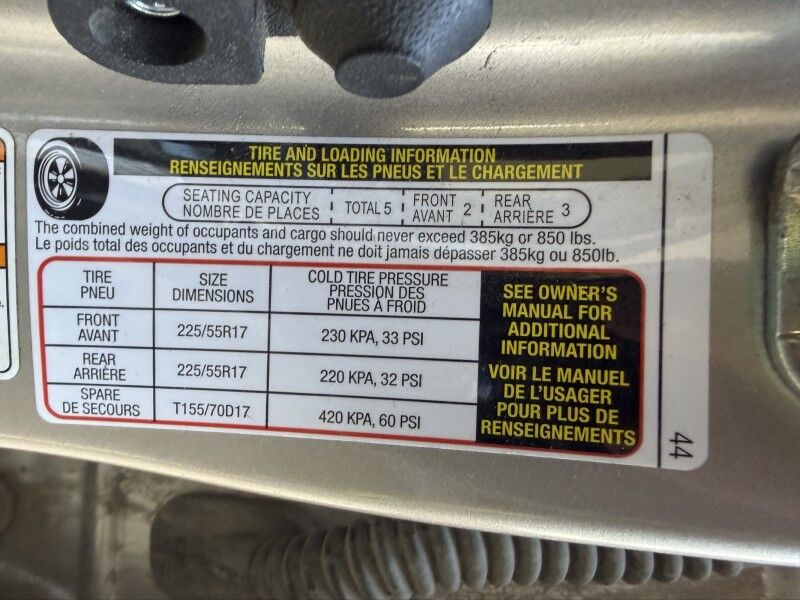 TIRE AND LOADING INFORMATION
RENSEIGNEMENTS SUR LES PNEUS ET LE CHARGEMENT
SEATING CAPACITY
NOMBRE DE PLACES
TOTAL 5
FRONT
AVANT 2
REAR
ARRIÈRE 3
The combined weight of occupants and cargo should never exceed 385kg or 850 lbs.
Le poids total des occupants et du chargement ne doit jamais dépasser 385kg ou 850lb.
TIRE
PNEU
SIZE
DIMENSIONS
COLD TIRE PRESSURE
PRESSION DES
PNUES À FROID
FRONT
AVANT
225/55R17
230 KPA, 33 PSI
REAR
ARRIÈRE
225/55R17
220 KPA, 32 PSI
SPARE
DE SECOURS
T155/70D17
420 KPA, 60 PSI
SEE OWNER'S
MANUAL FOR
ADDITIONAL
INFORMATION
VOIR LE MANUEL
DE L'USAGER
POUR PLUS DE
RENSEIGNEMENTS
44